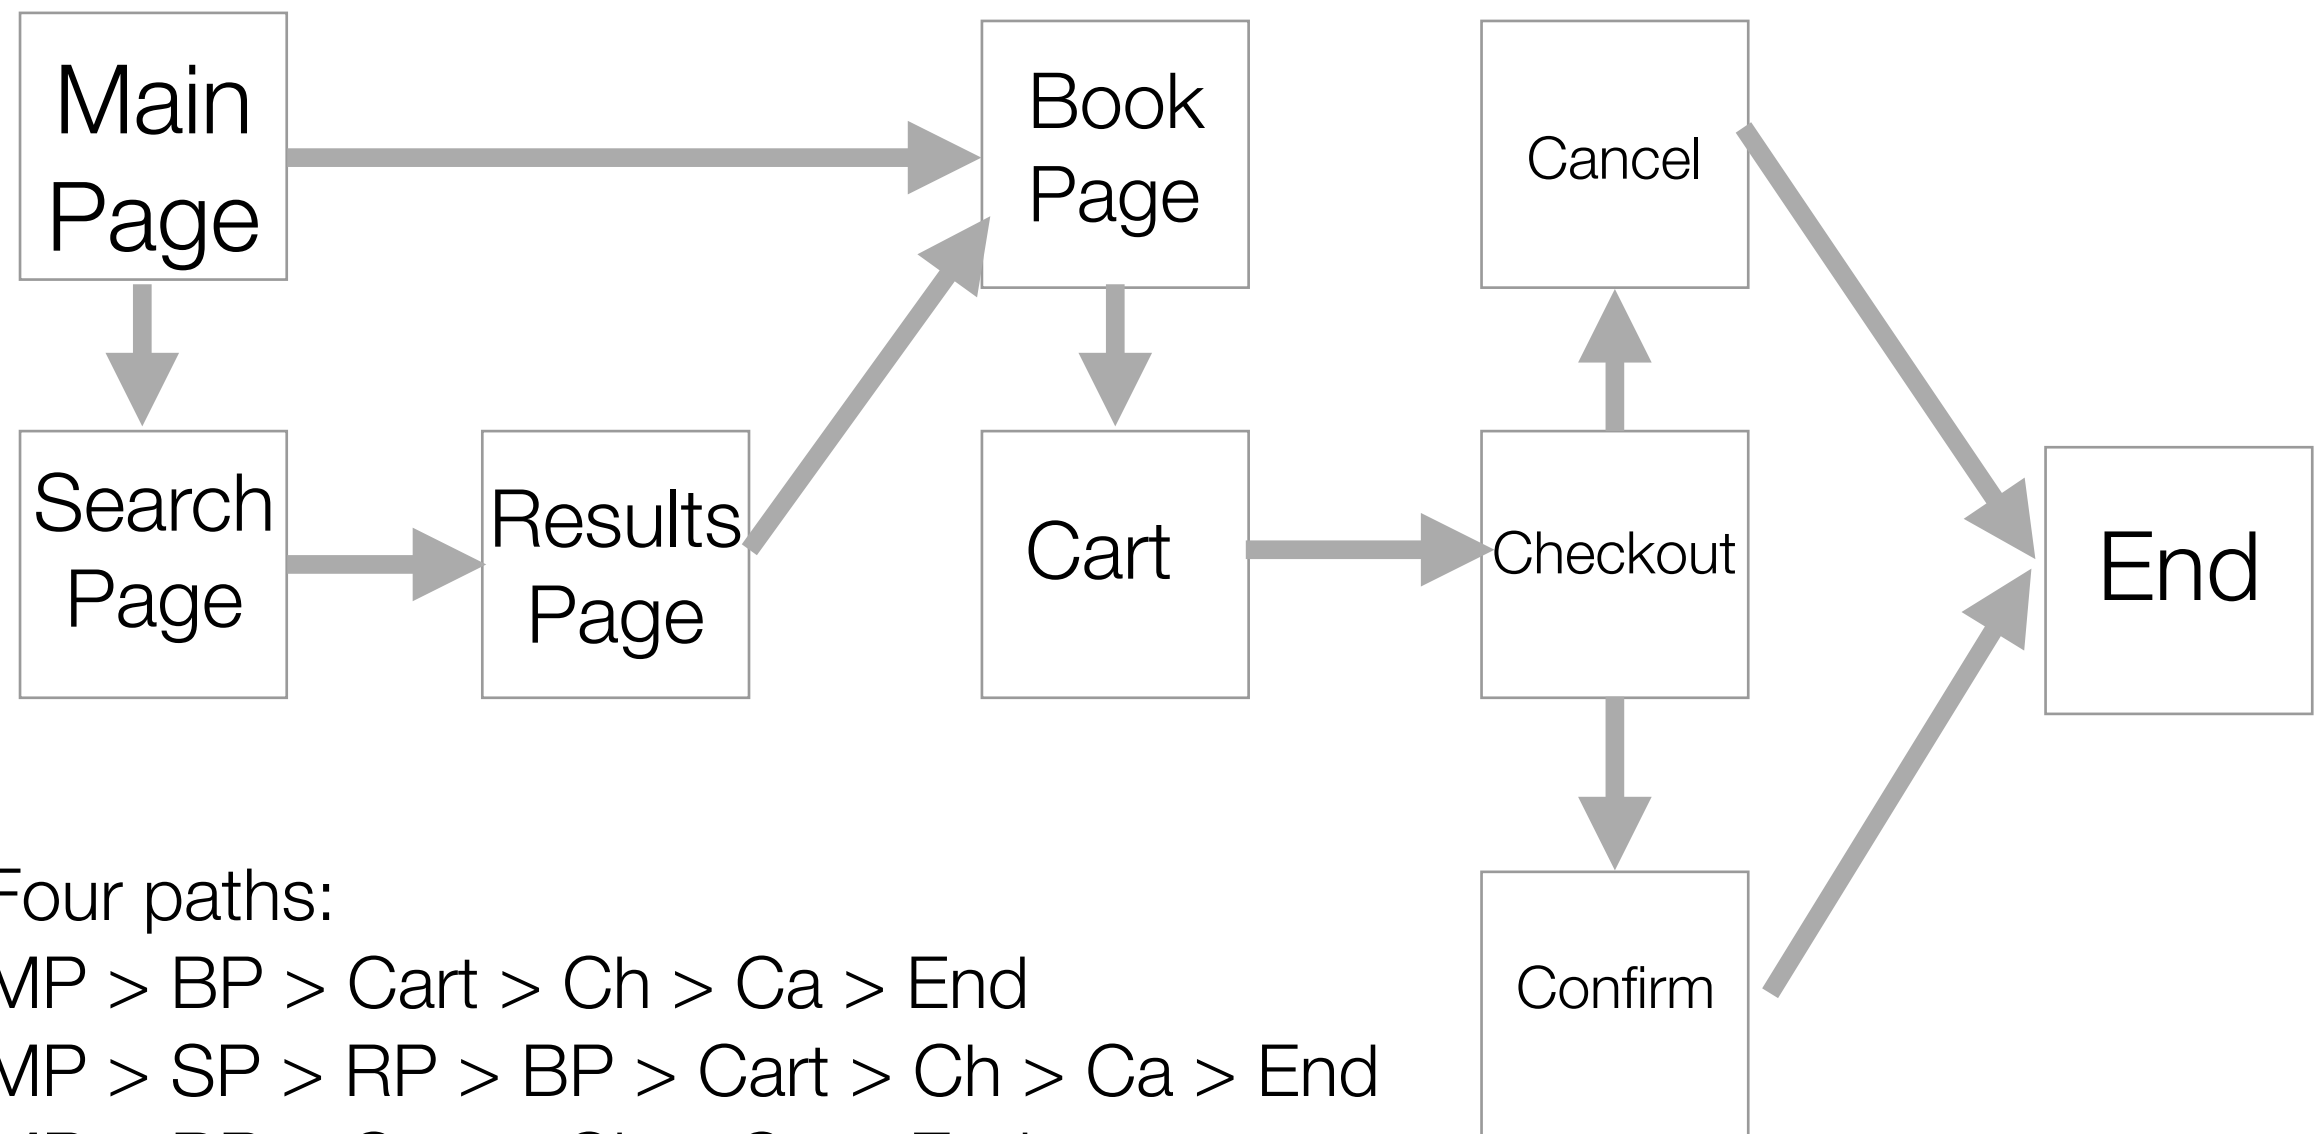 Main
Page
Book
Page
Cancel
Search
Page
Results
Page
Cart
Checkout
End
Confirm
Four paths:
MP > BP > Cart > Ch > Ca > End
MP > SP > RP > BP > Cart > Ch > Ca > End